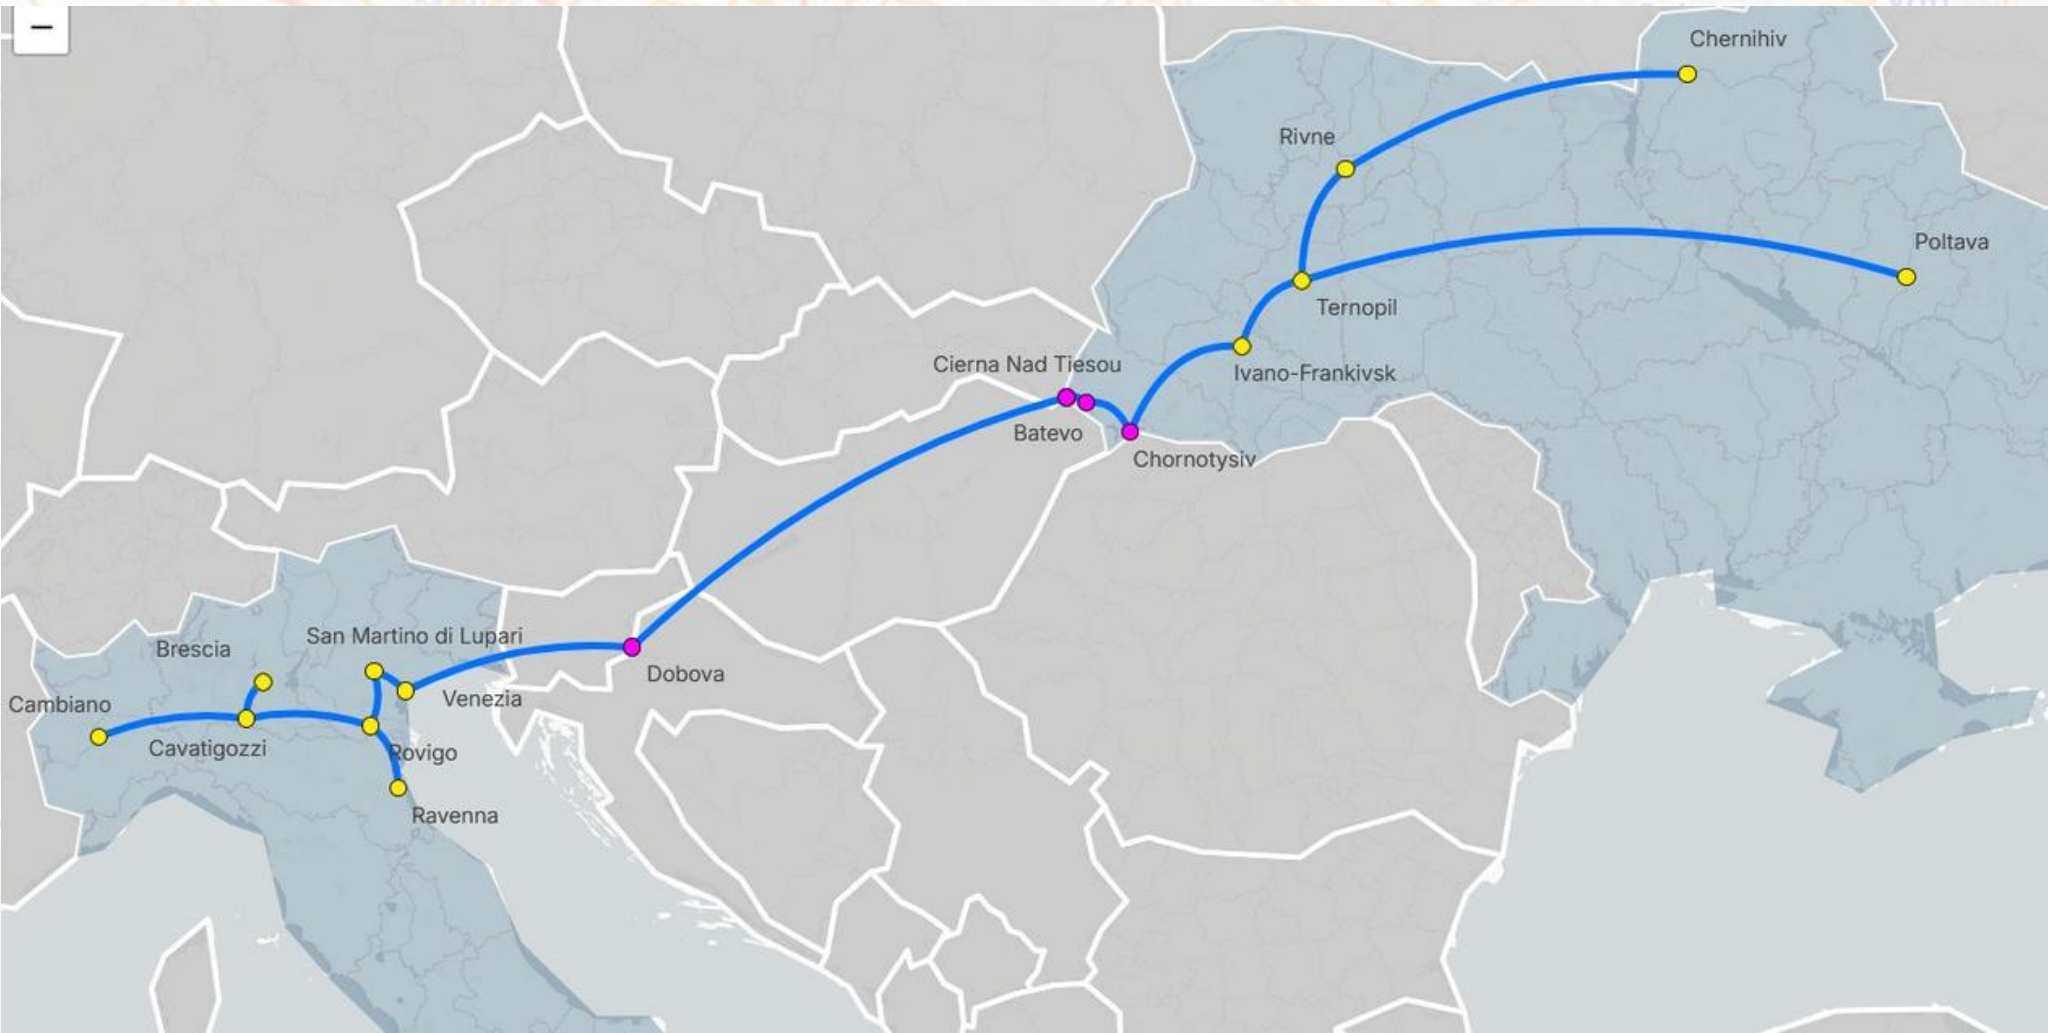 −
Chernihiv
Rivne
Poltava
Ternopil
Cierna Nad Tiesou
Ivano-Frankivsk
Batevo
Chornotysiv
San Martino di Lupari
Brescia
Dobova
Venezia
Cambiano
Cavatigozzi
Rovigo
Ravenna